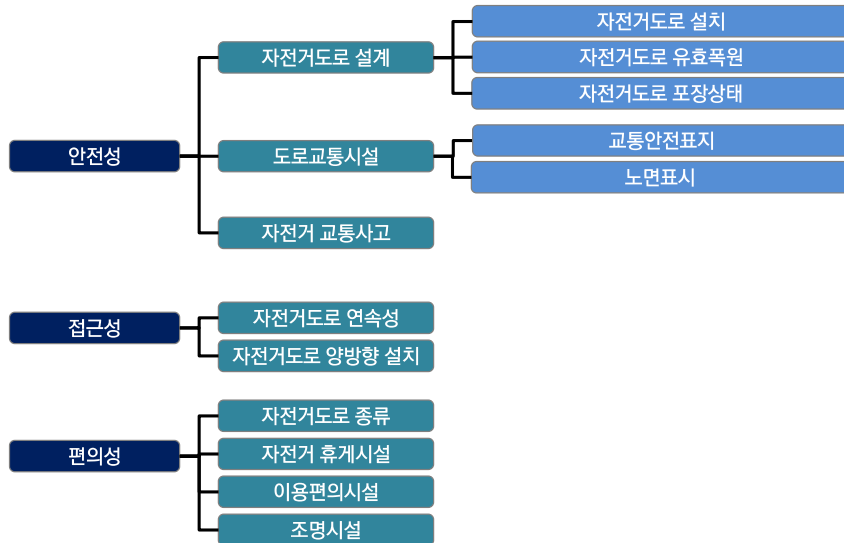 안전성
자전거도로 설계
자전거도로 설치
자전거도로 유효폭원
자전거도로 포장상태
도로교통시설
교통안전표지
노면표시
자전거 교통사고
접근성
자전거도로 연속성
자전거도로 양방향 설치
편의성
자전거도로 종류
자전거 휴게시설
이용편의시설
조명시설